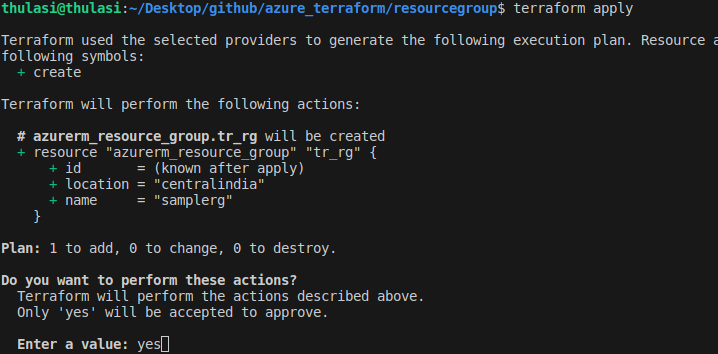 thulasi@thulasi:~/Desktop/github/azure_terraform/resourcegroup$ terraform apply
Terraform used the selected providers to generate the following execution plan. Resource
following symbols:
+ create
Terraform will perform the following actions:
# azurerm_resource_group.tr_rg will be created
+ resource "azurerm_resource_group" "tr_rg" {
+ id       = (known after apply)
+ location = "centralindia"
+ name     = "samplerg"
}
Plan: 1 to add, 0 to change, 0 to destroy.
Do you want to perform these actions?
Terraform will perform the actions described above.
Only 'yes' will be accepted to approve.
Enter a value: yes